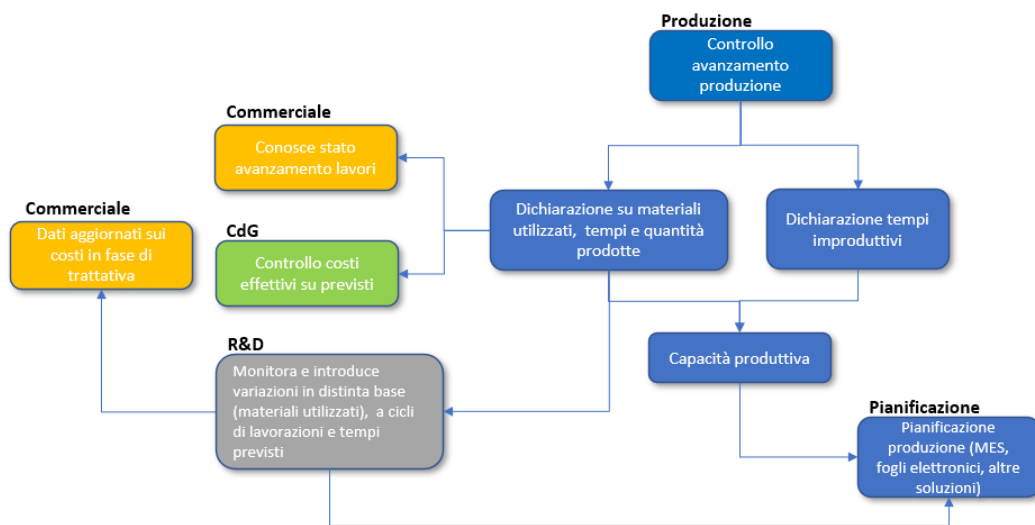 Produzione
Controllo
avanzamento
produzione
Commerciale
Conosce stato
avanzamento lavori
Commerciale
Dati aggiornati sui
costi in fase di
trattativa
CdG
Controllo costi
effettivi su previsti
Dichiarazione su materiali
utilizzati, tempi e quantità
prodotte
Dichiarazione tempi
improduttivi
R&D
Monitora e introduce
variazioni in distinta base
(materiali utilizzati), a cicli
di lavorazioni e tempi
previsti
Capacità produttiva
Pianificazione
Pianificazione
produzione (MES,
fogli elettronici, altre
soluzioni)